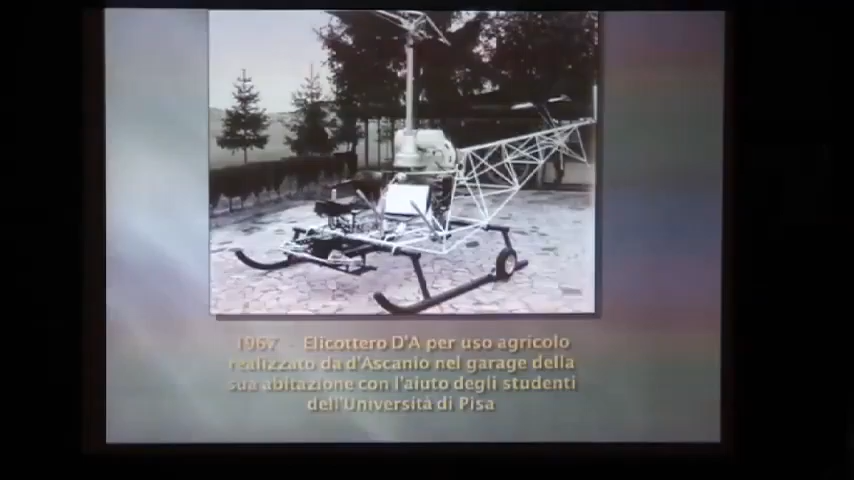 1967 - Elicottero D'A per uso agricolo
realizzato da d'Ascanio nel garage della
sua abitazione con l'aiuto degli studenti
dell'Università di Pisa